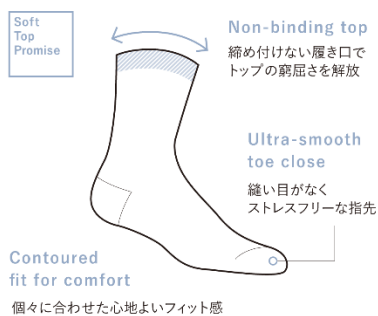 Soft
Top
Promise
Non-binding top
締め付けない履き口で
トップの窮屈さを解放
Ultra-smooth
toe close
縫い目がなく
ストレスフリーな指先
Contoured
fit for comfort
個々に合わせた心地よいフィット感